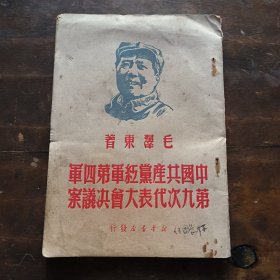 毛澤東著
中國共產黨紅軍第四軍
第九次代表大會決議案
新華書店發行